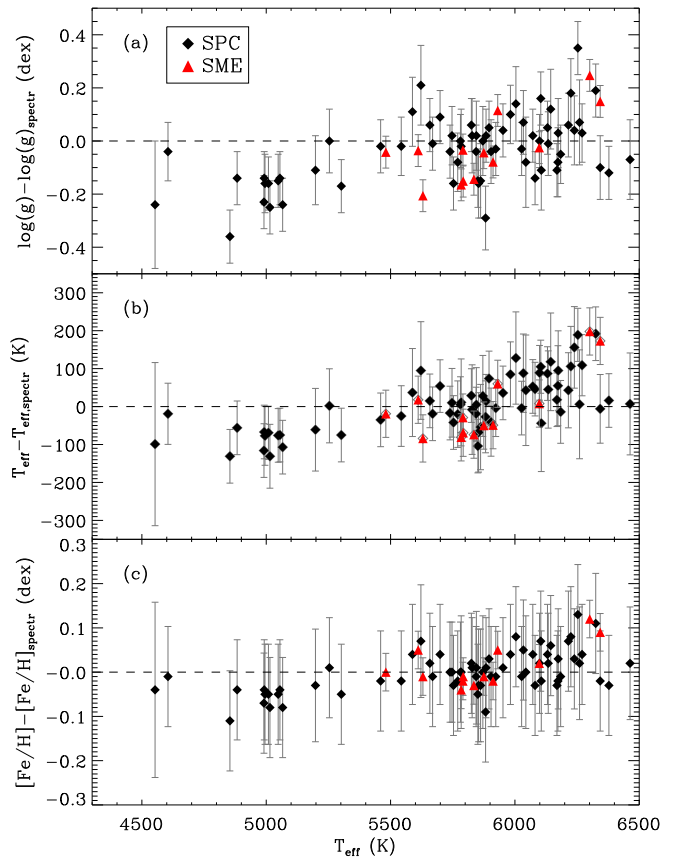 (a)
SPC
SME
log(g)−log(g)spectr (dex)
0.4
0.2
0.0
−0.2
−0.4
(b)
Teff−Teff,spectr (K)
300
200
100
0
−100
−200
−300
(c)
[Fe/H]−[Fe/H]spectr (dex)
0.3
0.2
0.1
−0.0
−0.1
−0.2
−0.3
4500 5000 5500 6000 6500
Teff (K)